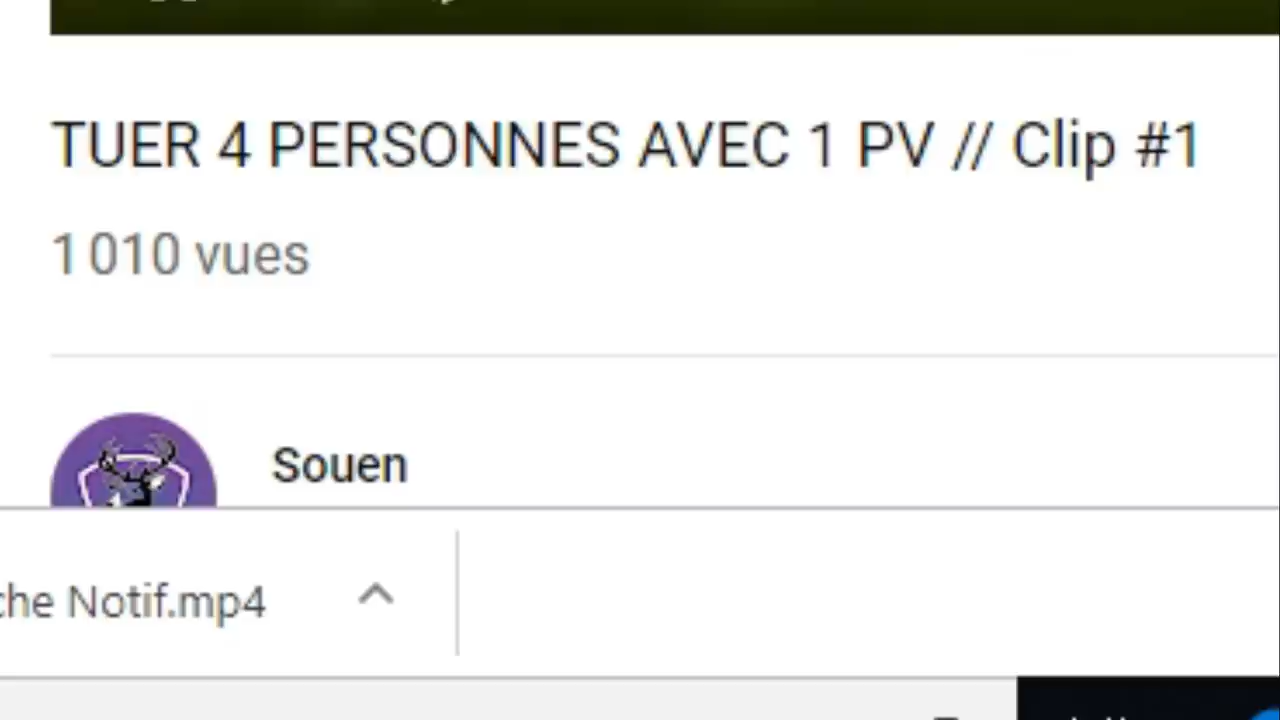 TUER 4 PERSONNES AVEC 1 PV // Clip #1
1 010 vues
Souen
che Notif.mp4